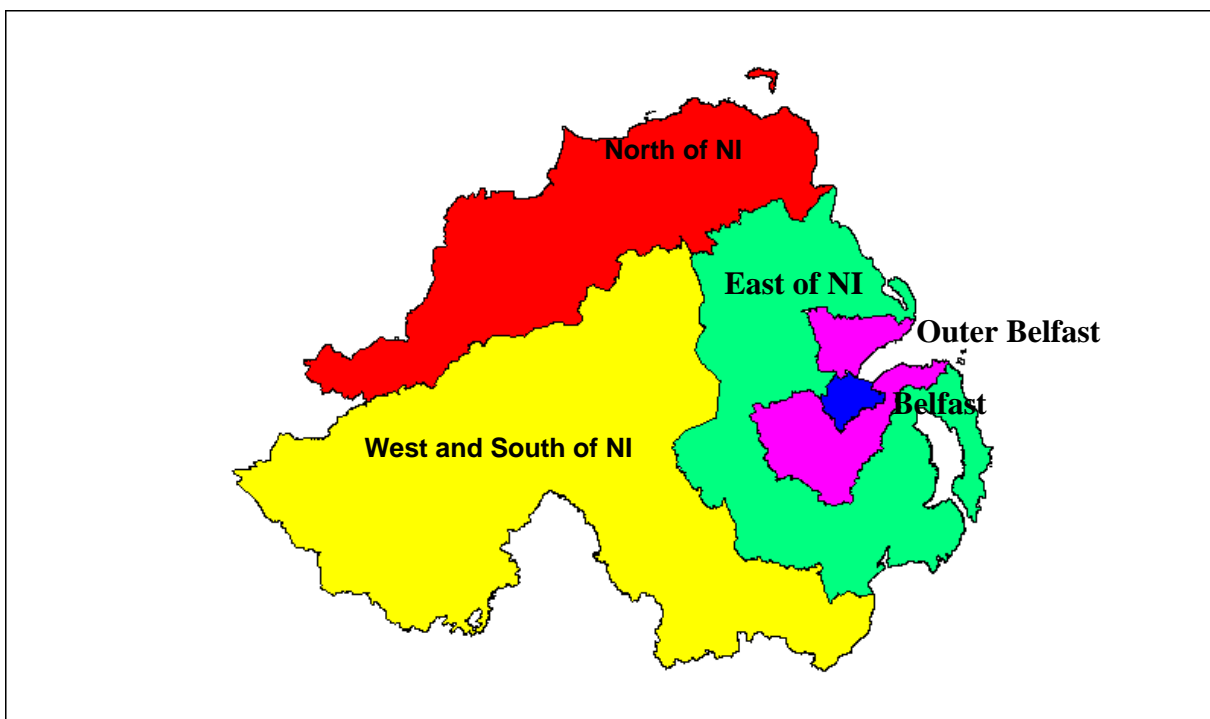 North of NI
East of NI
Outer Belfast
Belfast
West and South of NI